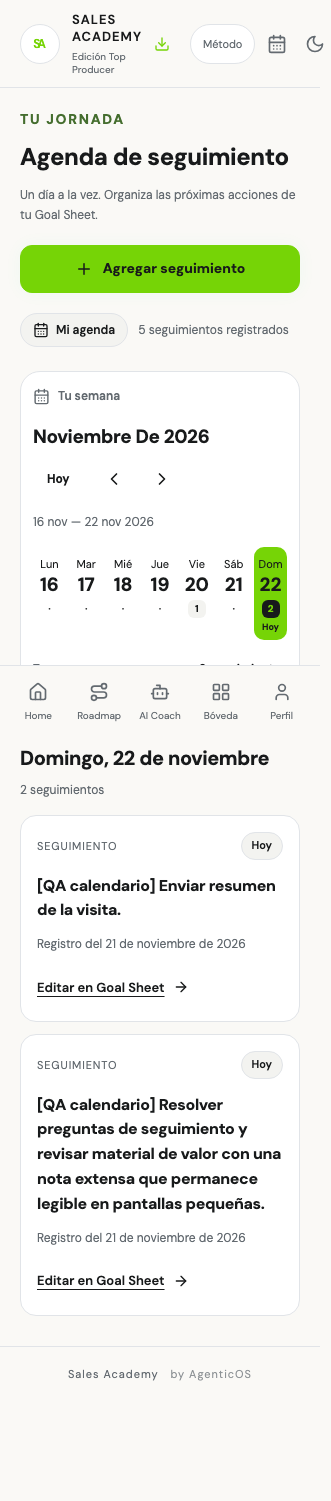 SA
SALES
ACADEMY
Edición Top
Producer
Método
TU JORNADA
Agenda de seguimiento
Un día a la vez. Organiza las próximas acciones de
tu Goal Sheet.
Agregar seguimiento
Mi agenda
5 seguimientos registrados
Tu semana
Noviembre De 2026
Hoy
16 nov — 22 nov 2026
Lun Mar Mié Jue Vie Sáb Dom
16 17 18 19 20 21 22
· · · · 1 · 2
Hoy
Home Roadmap AI Coach Bóveda Perfil
Domingo, 22 de noviembre
2 seguimientos
SEGUIMIENTO Hoy
[QA calendario] Enviar resumen
de la visita.
Registro del 21 de noviembre de 2026
Editar en Goal Sheet
SEGUIMIENTO Hoy
[QA calendario] Resolver
preguntas de seguimiento y
revisar material de valor con una
nota extensa que permanece
legible en pantallas pequeñas.
Registro del 21 de noviembre de 2026
Editar en Goal Sheet
Sales Academy by AgenticOS